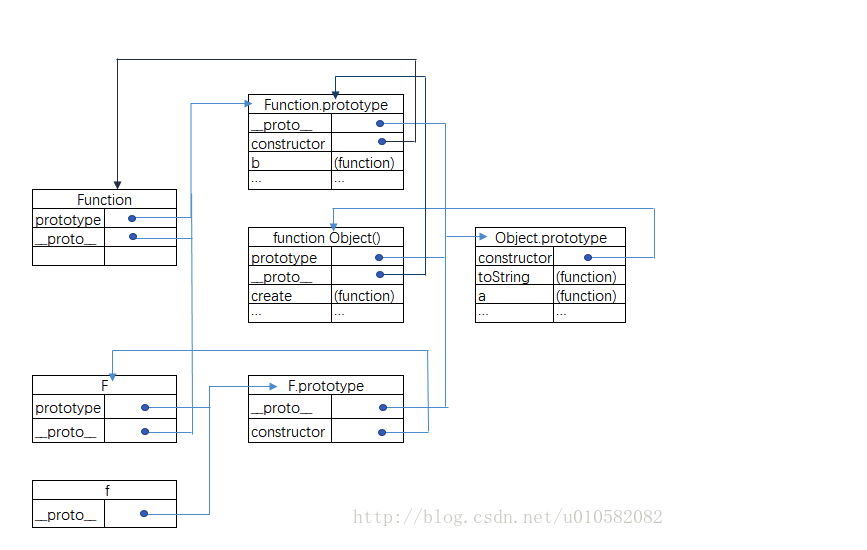 Function.prototype
__proto__
constructor
b (function)
... ...
Function
prototype
__proto__
function Object()
prototype
__proto__
create (function)
... ...
Object.prototype
constructor
toString (function)
a (function)
... ...
F
prototype
__proto__
F.prototype
__proto__
constructor
f
__proto__
http://blog.csdn.net/u010582082